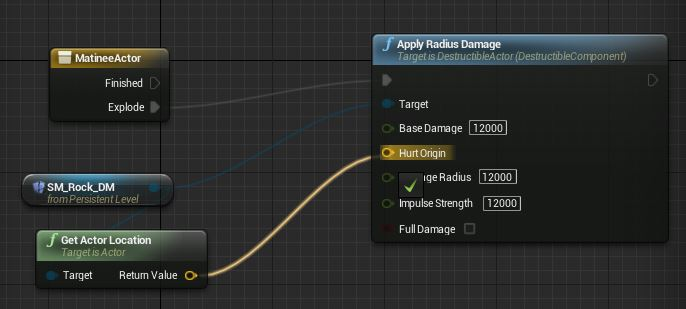 MatineeActor
Finished
Explode
SM_Rock_DM
from Persistent Level
Get Actor Location
Target is Actor
Target Return Value
Apply Radius Damage
Target is DestructibleActor (DestructibleComponent)
Target
Base Damage 12000
Hurt Origin
ge Radius 12000
Impulse Strength 12000
Full Damage